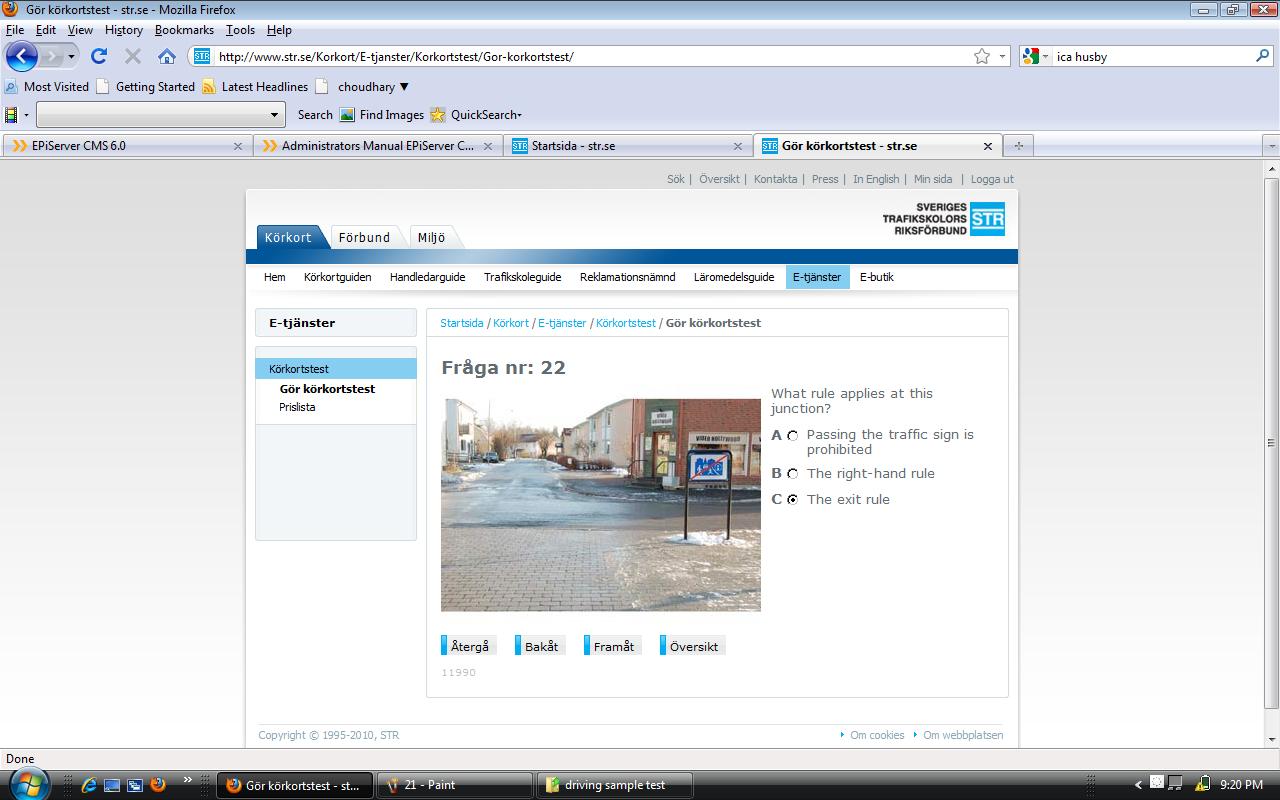 Gör körkortstest - str.se - Mozilla Firefox
File Edit View History Bookmarks Tools Help
STR http://www.str.se/Korkort/E-tjanster/Korkortstest/Gor-korkortstest/ ica husby
Most Visited Getting Started Latest Headlines choudhary
Search Find Images QuickSearch
EPiServer CMS 6.0 Administrators Manual EPiServer C... STR Startsida - str.se STR Gör körkortstest - str.se
Sök | Översikt | Kontakta | Press | In English | Min sida | Logga ut
SVERIGES
TRAFIKSKOLORS
RIKSFÖRBUND
STR
Körkort Förbund Miljö
Hem Körkortguiden Handledarguide Trafikskoleguide Reklamationsnämnd Läromedelsguide E-tjänster E-butik
E-tjänster
Körkortstest
Gör körkortstest
Prislista
Startsida / Körkort / E-tjänster / Körkortstest / Gör körkortstest
Fråga nr: 22
VIDEO HOLLYWOOD
What rule applies at this
junction?
A Passing the traffic sign is
prohibited
B The right-hand rule
C The exit rule
Återgå Bakåt Framåt Översikt
11990
Copyright © 1995-2010, STR
Om cookies Om webbplatsen
Done
Gör körkortstest - st... 21 - Paint driving sample test 9:20 PM